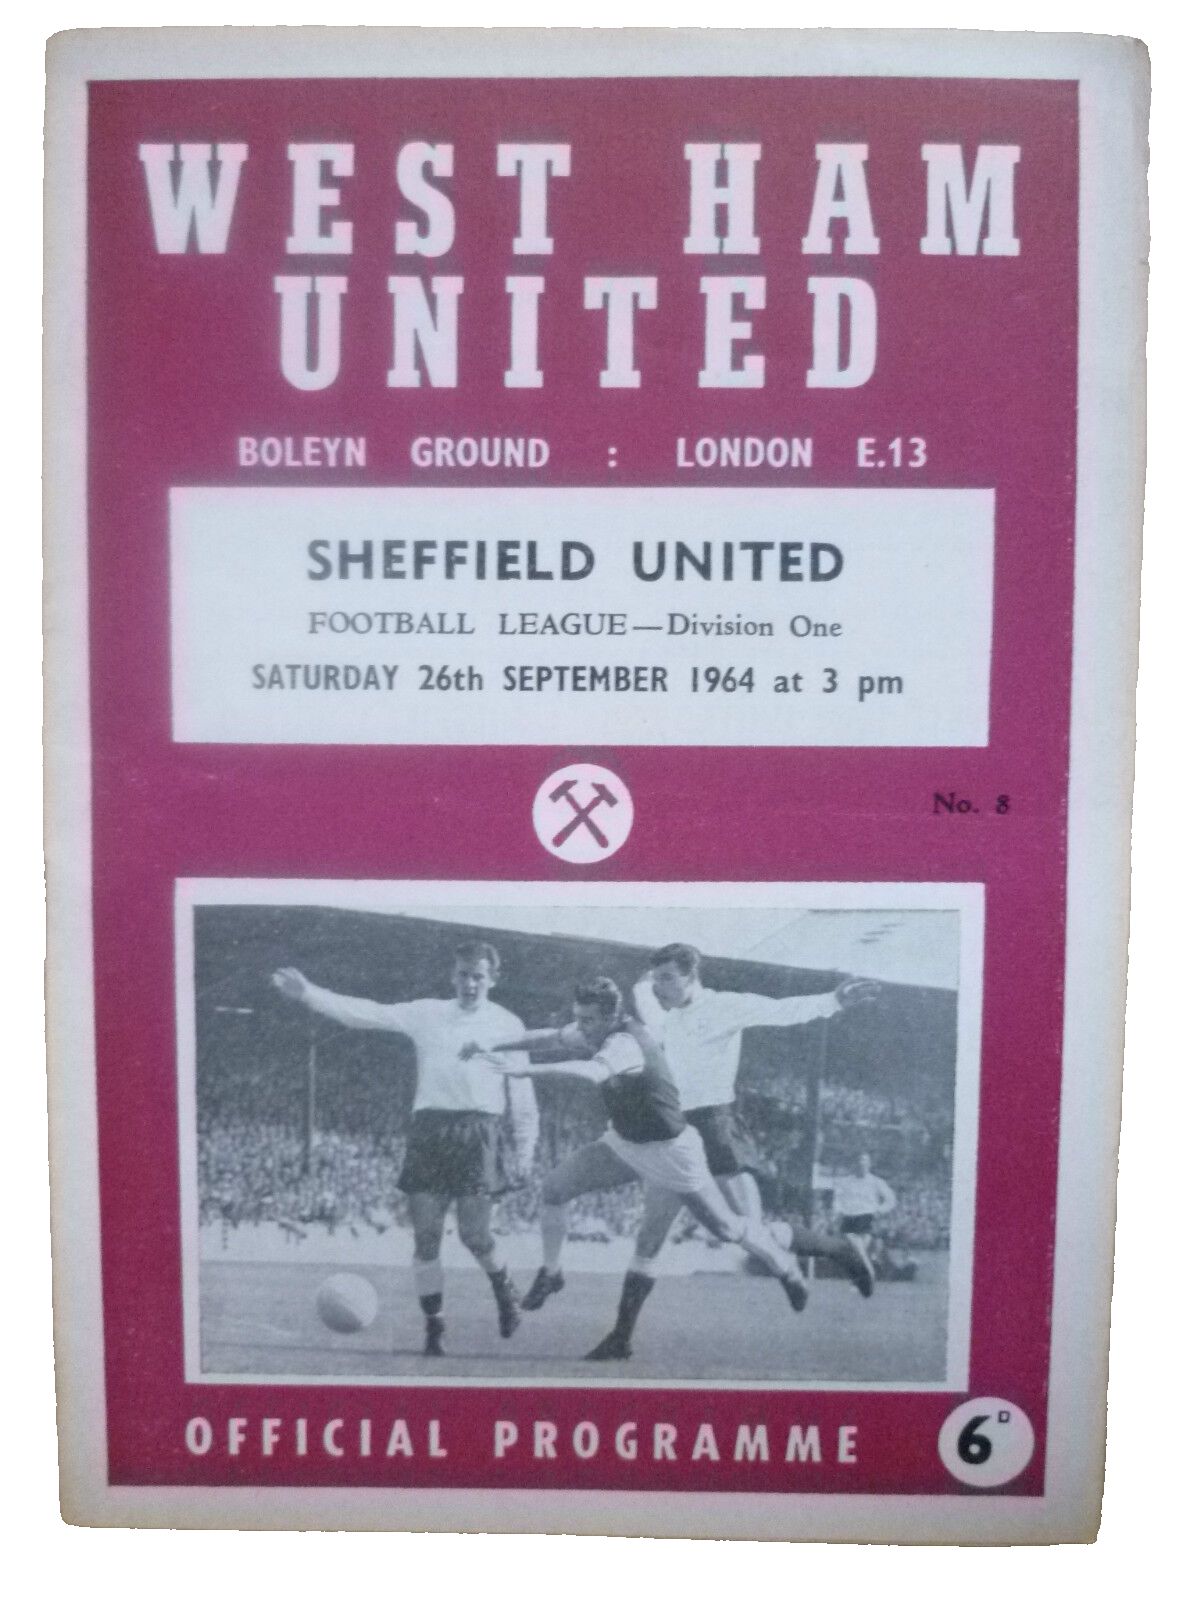 WEST HAM
UNITED
BOLEYN GROUND : LONDON E.13
SHEFFIELD UNITED
FOOTBALL LEAGUE—Division One
SATURDAY 26th SEPTEMBER 1964 at 3 pm
No. 8
OFFICIAL PROGRAMME
6D